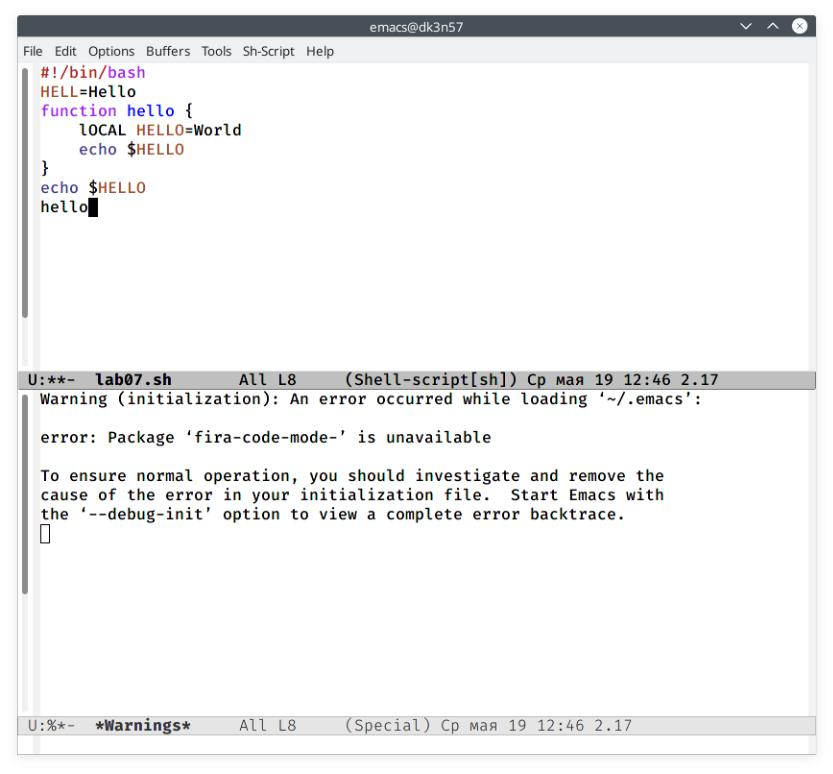 emacs@dk3n57
File Edit Options Buffers Tools Sh-Script Help
#!/bin/bash
HELL=Hello
function hello {
    lOCAL HELLO=World
    echo $HELLO
}
echo $HELLO
hello
U:**-  lab07.sh       All L8     (Shell-script[sh]) Ср мая 19 12:46 2.17
Warning (initialization): An error occurred while loading ‘~/.emacs’:
error: Package ‘fira-code-mode-’ is unavailable
To ensure normal operation, you should investigate and remove the
cause of the error in your initialization file.  Start Emacs with
the ‘--debug-init’ option to view a complete error backtrace.
U:%*-  *Warnings*     All L8     (Special) Ср мая 19 12:46 2.17